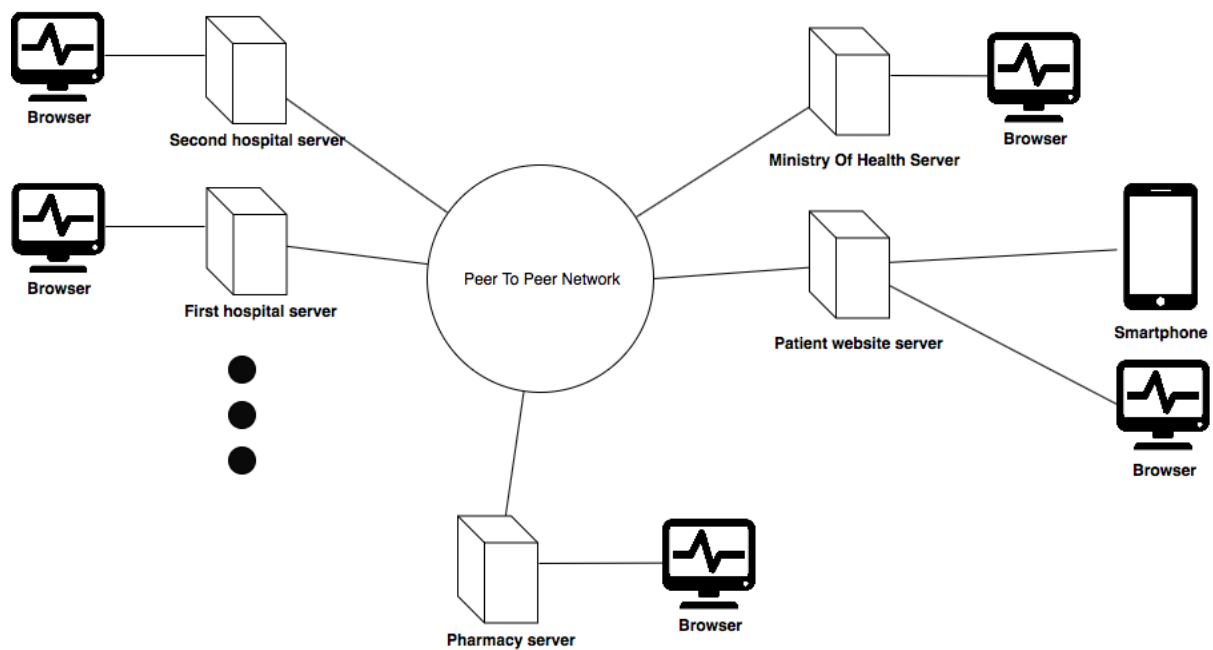 Browser
Second hospital server
Ministry Of Health Server
Browser
Browser
First hospital server
Peer To Peer Network
Patient website server
Smartphone
Browser
Pharmacy server
Browser